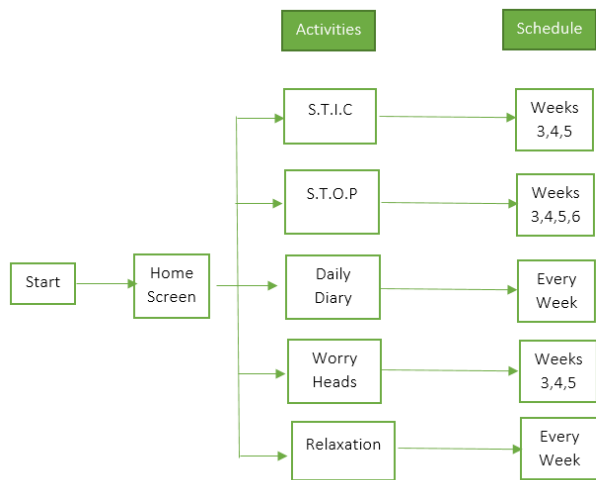 Activities
Schedule
S.T.I.C
Weeks
3,4,5
S.T.O.P
Weeks
3,4,5,6
Start
Home
Screen
Daily
Diary
Every
Week
Worry
Heads
Weeks
3,4,5
Relaxation
Every
Week